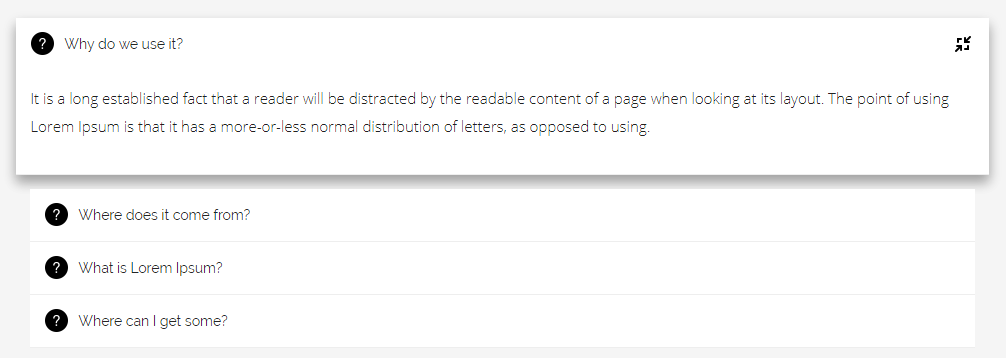 ? Why do we use it?
It is a long established fact that a reader will be distracted by the readable content of a page when looking at its layout. The point of using
Lorem Ipsum is that it has a more-or-less normal distribution of letters, as opposed to using.
? Where does it come from?
? What is Lorem Ipsum?
? Where can I get some?